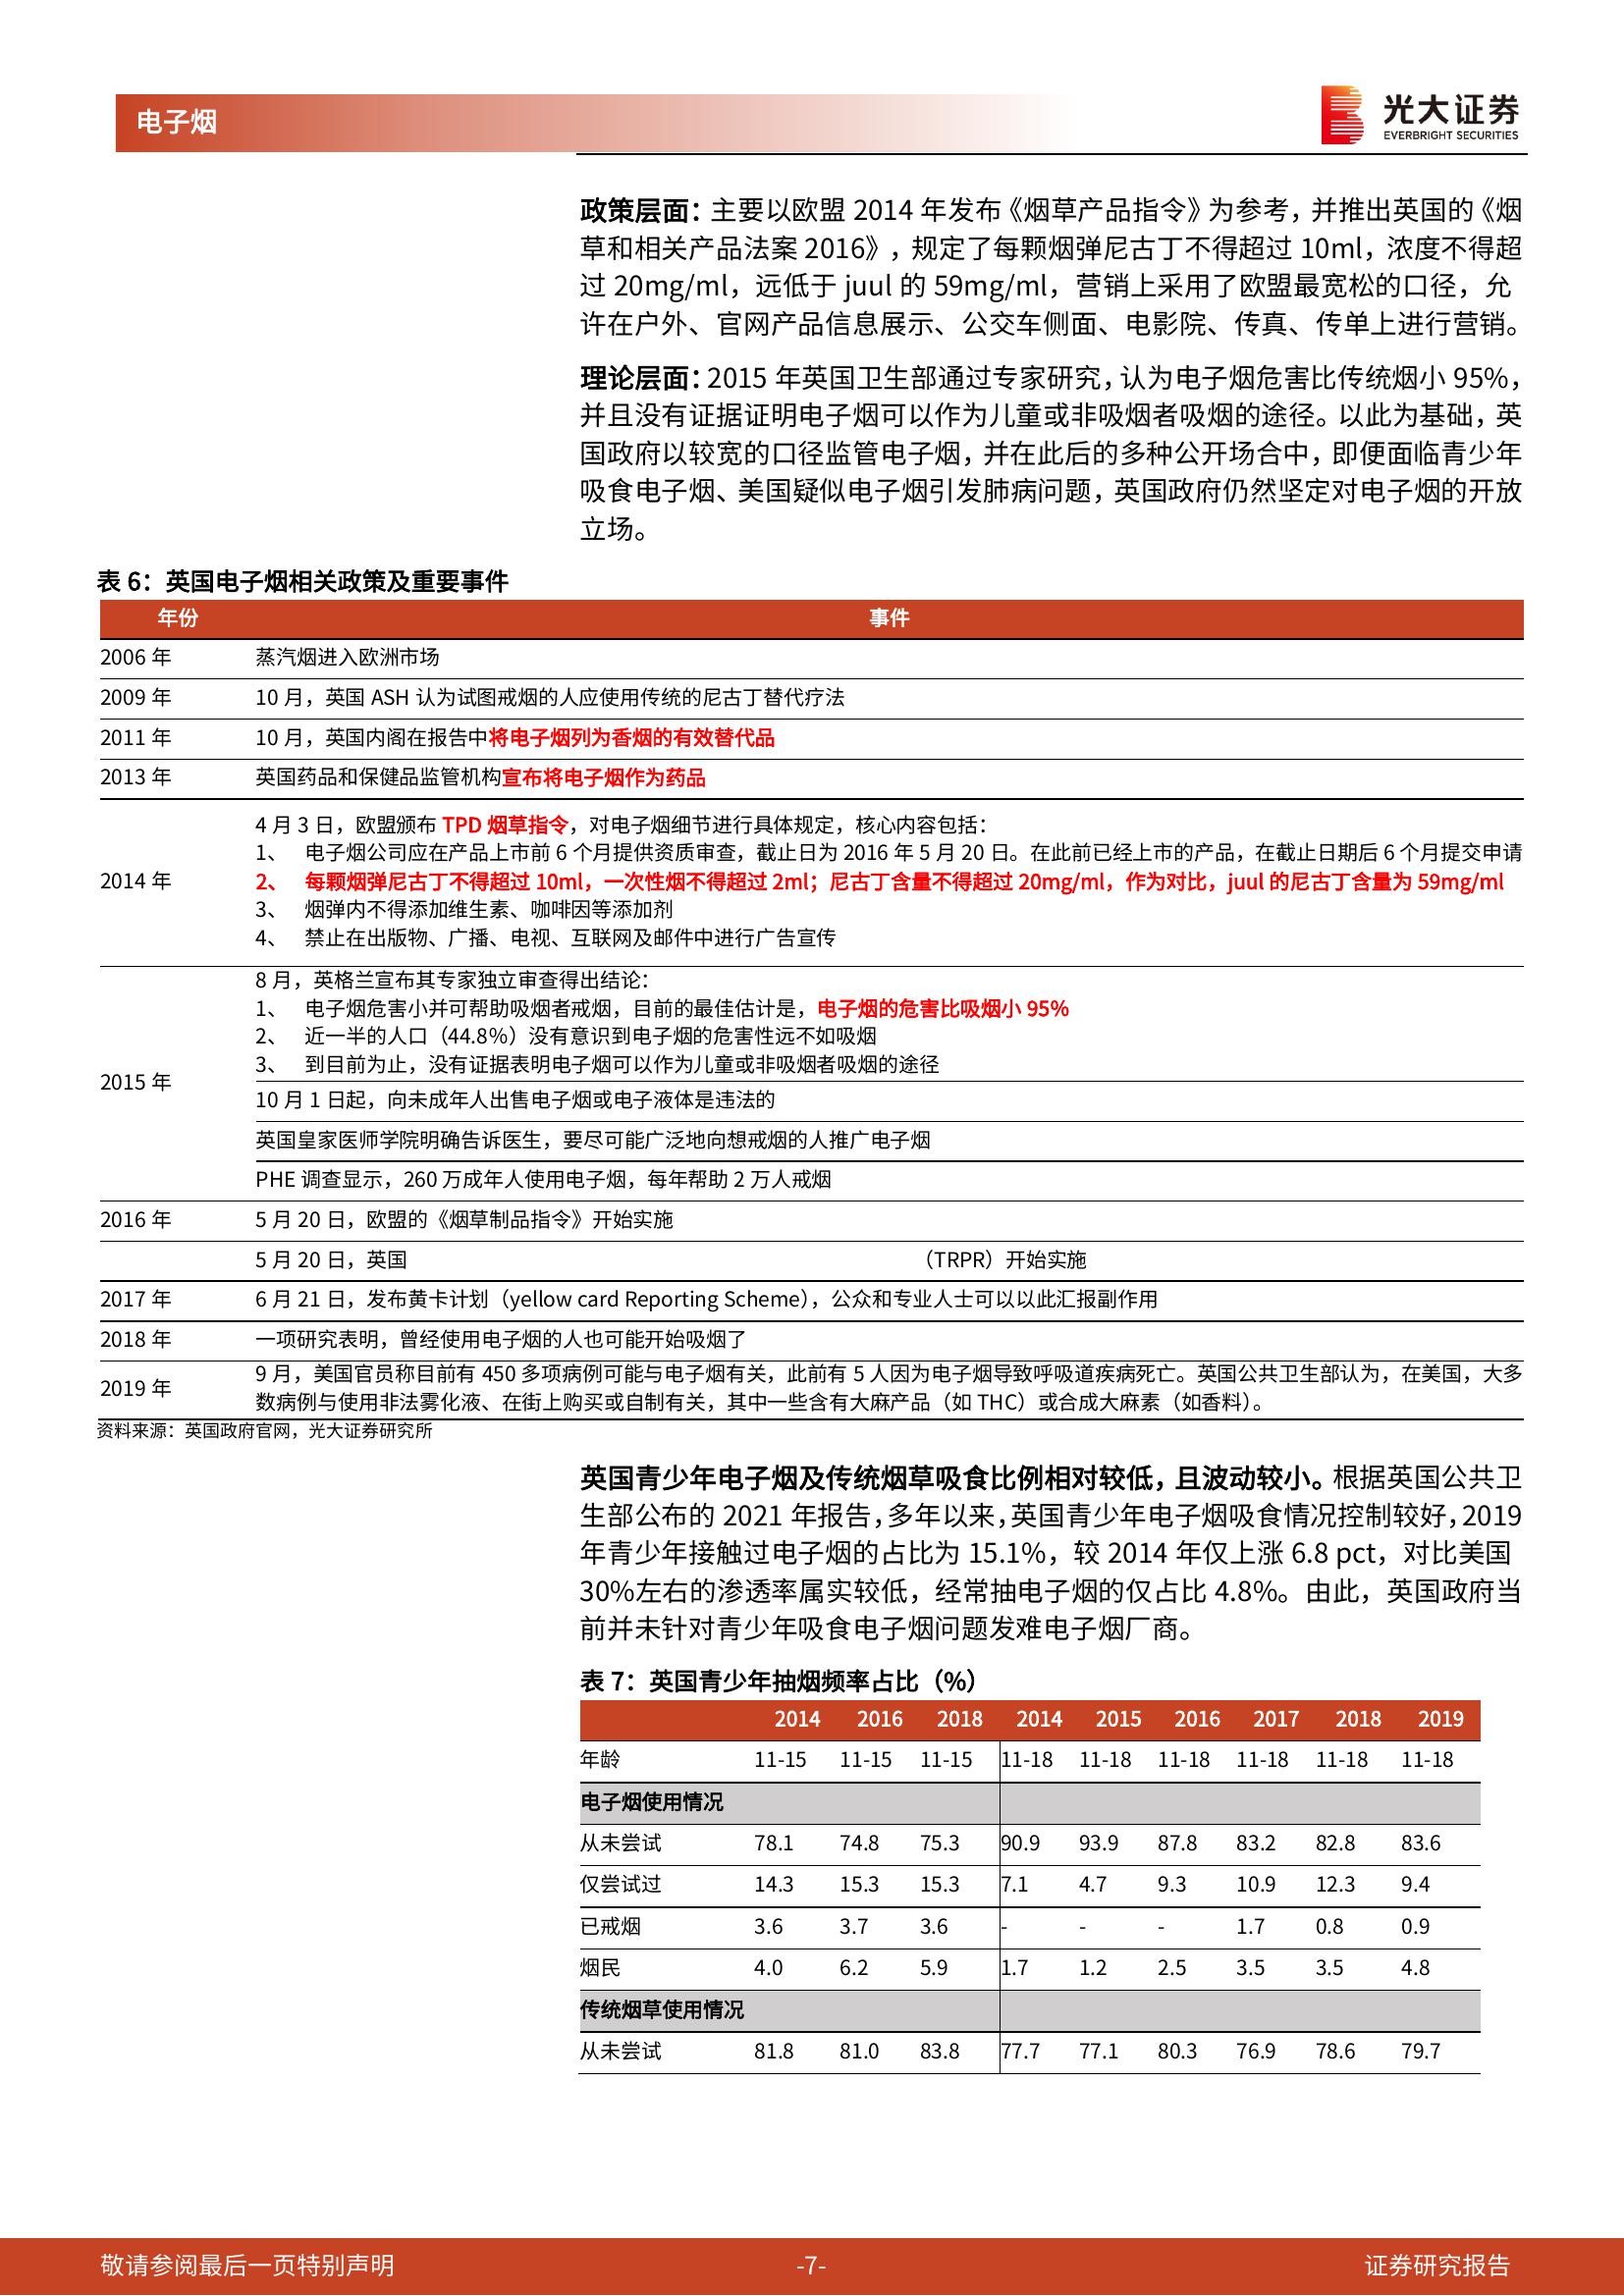 电子烟
光大证券
EVERBRIGHT SECURITIES
政策层面：主要以欧盟 2014 年发布《烟草产品指令》为参考，并推出英国的《烟
草和相关产品法案 2016》，规定了每颗烟弹尼古丁不得超过 10ml，浓度不得超
过 20mg/ml，远低于 juul 的 59mg/ml，营销上采用了欧盟最宽松的口径，允
许在户外、官网产品信息展示、公交车侧面、电影院、传真、传单上进行营销。
理论层面：2015 年英国卫生部通过专家研究，认为电子烟危害比传统烟小 95%，
并且没有证据证明电子烟可以作为儿童或非吸烟者吸烟的途径。以此为基础，英
国政府以较宽的口径监管电子烟，并在此后的多种公开场合中，即便面临青少年
吸食电子烟、美国疑似电子烟引发肺病问题，英国政府仍然坚定对电子烟的开放
立场。
表 6：英国电子烟相关政策及重要事件
年份 事件
2006 年 蒸汽烟进入欧洲市场
2009 年 10 月，英国 ASH 认为试图戒烟的人应使用传统的尼古丁替代疗法
2011 年 10 月，英国内阁在报告中将电子烟列为香烟的有效替代品
2013 年 英国药品和保健品监管机构宣布将电子烟作为药品
4 月 3 日，欧盟颁布 TPD 烟草指令，对电子烟细节进行具体规定，核心内容包括：
1、 电子烟公司应在产品上市前 6 个月提供资质审查，截止日为 2016 年 5 月 20 日。在此前已经上市的产品，在截止日期后 6 个月提交申请
2014 年 2、 每颗烟弹尼古丁不得超过 10ml，一次性烟不得超过 2ml；尼古丁含量不得超过 20mg/ml，作为对比，juul 的尼古丁含量为 59mg/ml
3、 烟弹内不得添加维生素、咖啡因等添加剂
4、 禁止在出版物、广播、电视、互联网及邮件中进行广告宣传
8 月，英格兰宣布其专家独立审查得出结论：
1、 电子烟危害小并可帮助吸烟者戒烟，目前的最佳估计是，电子烟的危害比吸烟小 95%
2、 近一半的人口（44.8%）没有意识到电子烟的危害性远不如吸烟
3、 到目前为止，没有证据表明电子烟可以作为儿童或非吸烟者吸烟的途径
2015 年
10 月 1 日起，向未成年人出售电子烟或电子液体是违法的
英国皇家医师学院明确告诉医生，要尽可能广泛地向想戒烟的人推广电子烟
PHE 调查显示，260 万成年人使用电子烟，每年帮助 2 万人戒烟
2016 年 5 月 20 日，欧盟的《烟草制品指令》开始实施
5 月 20 日，英国 （TRPR）开始实施
2017 年 6 月 21 日，发布黄卡计划（yellow card Reporting Scheme），公众和专业人士可以以此汇报副作用
2018 年 一项研究表明，曾经使用电子烟的人也可能开始吸烟了
2019 年 9 月，美国官员称目前有 450 多项病例可能与电子烟有关，此前有 5 人因为电子烟导致呼吸道疾病死亡。英国公共卫生部认为，在美国，大多
数病例与使用非法雾化液、在街上购买或自制有关，其中一些含有大麻产品（如 THC）或合成大麻素（如香料）。
资料来源：英国政府官网，光大证券研究所
英国青少年电子烟及传统烟草吸食比例相对较低，且波动较小。根据英国公共卫
生部公布的 2021 年报告，多年以来，英国青少年电子烟吸食情况控制较好，2019
年青少年接触过电子烟的占比为 15.1%，较 2014 年仅上涨 6.8 pct，对比美国
30%左右的渗透率属实较低，经常抽电子烟的仅占比 4.8%。由此，英国政府当
前并未针对青少年吸食电子烟问题发难电子烟厂商。
表 7：英国青少年抽烟频率占比（%）
2014 2016 2018 2014 2015 2016 2017 2018 2019
年龄 11-15 11-15 11-15 11-18 11-18 11-18 11-18 11-18 11-18
电子烟使用情况
从未尝试 78.1 74.8 75.3 90.9 93.9 87.8 83.2 82.8 83.6
仅尝试过 14.3 15.3 15.3 7.1 4.7 9.3 10.9 12.3 9.4
已戒烟 3.6 3.7 3.6 - - - 1.7 0.8 0.9
烟民 4.0 6.2 5.9 1.7 1.2 2.5 3.5 3.5 4.8
传统烟草使用情况
从未尝试 81.8 81.0 83.8 77.7 77.1 80.3 76.9 78.6 79.7
敬请参阅最后一页特别声明 -7- 证券研究报告